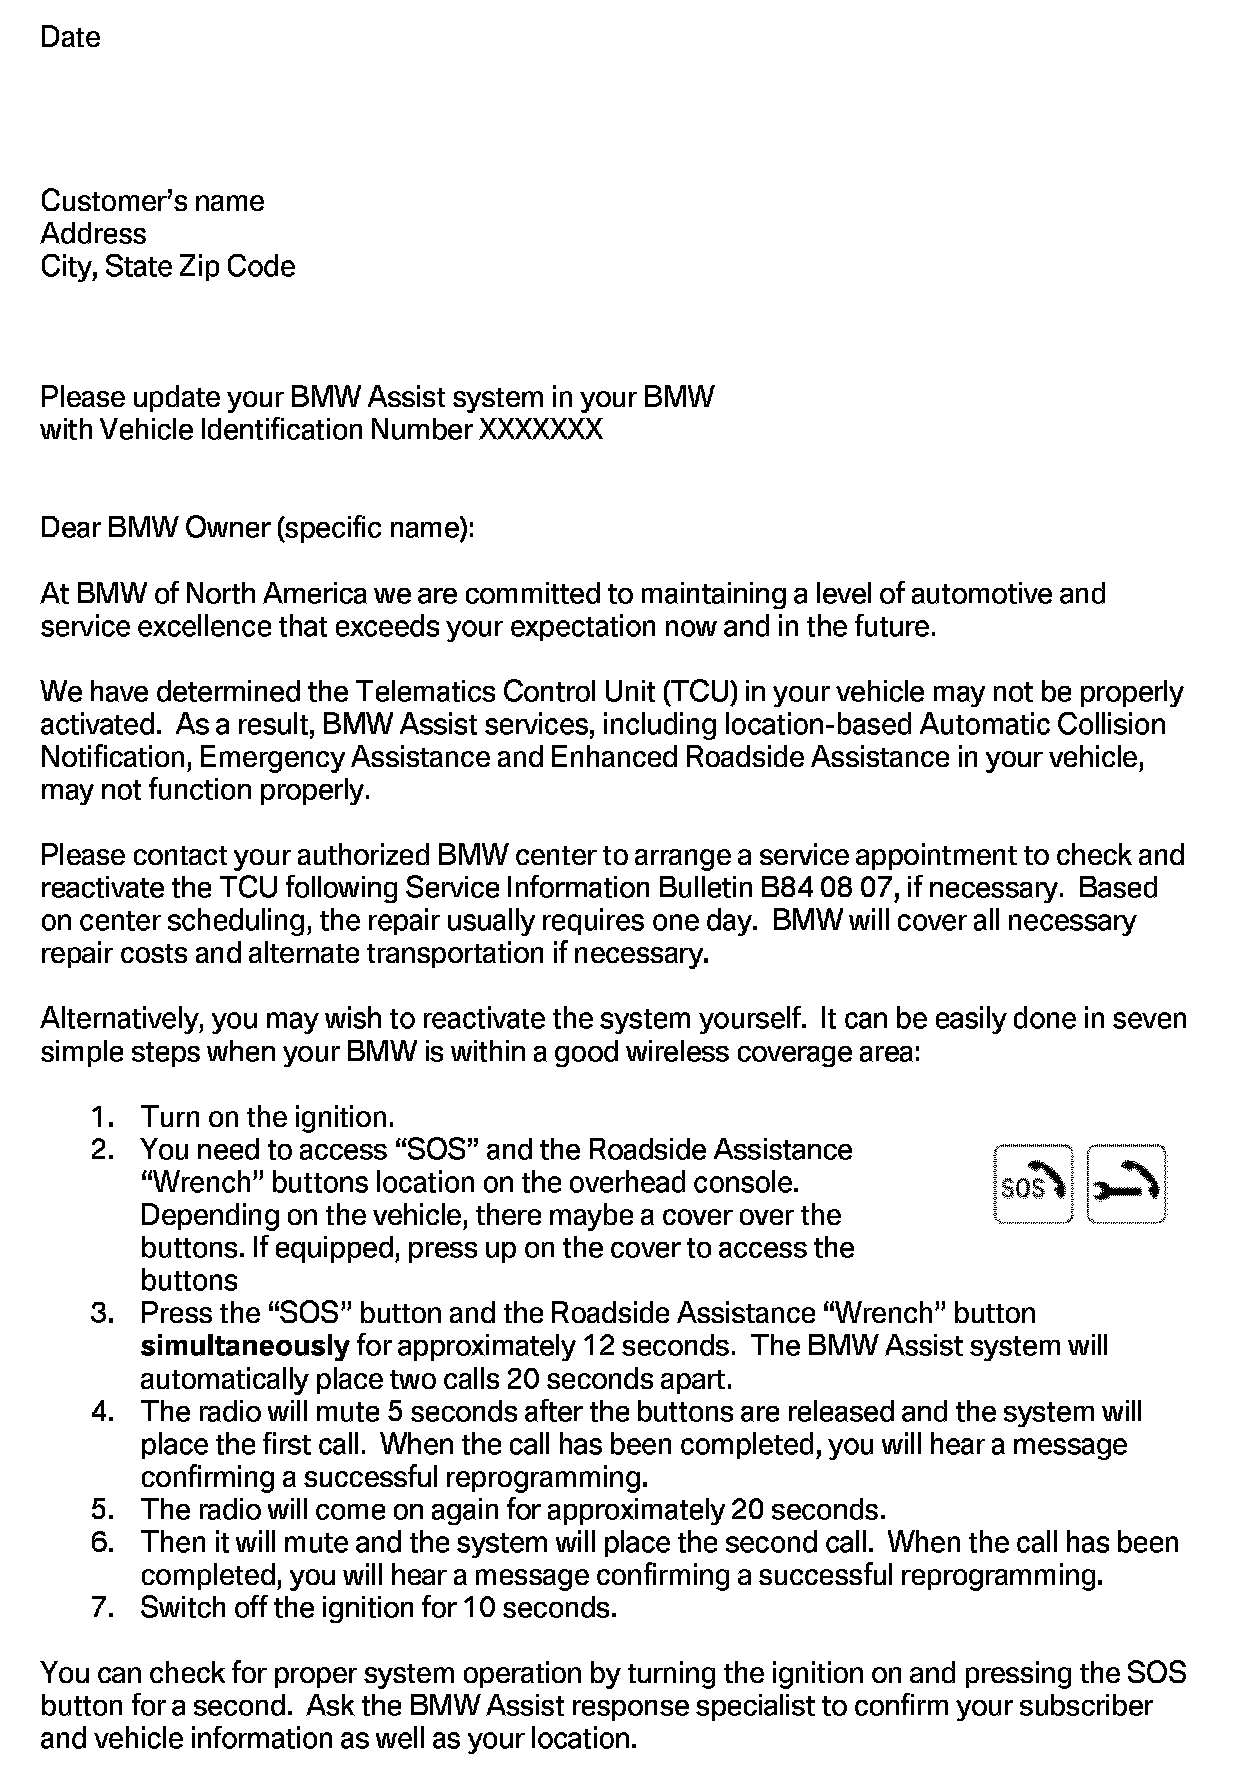 Date
Customer’s name
Address
City, State Zip Code
Please update your BMW Assist system in your BMW
with Vehicle Identification Number XXXXXXX
Dear BMW Owner (specific name):
At BMW of North America we are committed to maintaining a level of automotive and
service excellence that exceeds your expectation now and in the future.
We have determined the Telematics Control Unit (TCU) in your vehicle may not be properly
activated.  As a result, BMW Assist services, including location-based Automatic Collision
Notification, Emergency Assistance and Enhanced Roadside Assistance in your vehicle,
may not function properly.
Please contact your authorized BMW center to arrange a service appointment to check and
reactivate the TCU following Service Information Bulletin B84 08 07, if necessary.  Based
on center scheduling, the repair usually requires one day.  BMW will cover all necessary
repair costs and alternate transportation if necessary.
Alternatively, you may wish to reactivate the system yourself.  It can be easily done in seven
simple steps when your BMW is within a good wireless coverage area:
1. Turn on the ignition.
2. You need to access “SOS” and the Roadside Assistance
“Wrench” buttons location on the overhead console.
Depending on the vehicle, there maybe a cover over the
buttons. If equipped, press up on the cover to access the
buttons
SOS
3. Press the “SOS” button and the Roadside Assistance “Wrench” button
simultaneously for approximately 12 seconds.  The BMW Assist system will
automatically place two calls 20 seconds apart.
4. The radio will mute 5 seconds after the buttons are released and the system will
place the first call.  When the call has been completed, you will hear a message
confirming a successful reprogramming.
5. The radio will come on again for approximately 20 seconds.
6. Then it will mute and the system will place the second call.  When the call has been
completed, you will hear a message confirming a successful reprogramming.
7. Switch off the ignition for 10 seconds.
You can check for proper system operation by turning the ignition on and pressing the SOS
button for a second.  Ask the BMW Assist response specialist to confirm your subscriber
and vehicle information as well as your location.